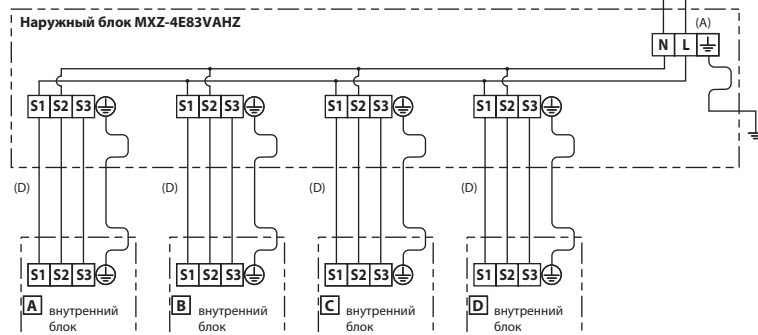 Наружный блок MXZ-4E83VAHZ
(A)
N L
S1 S2 S3 S1 S2 S3 S1 S2 S3 S1 S2 S3
(D) (D) (D) (D)
S1 S2 S3 S1 S2 S3 S1 S2 S3 S1 S2 S3
A внутренний блок
B внутренний блок
C внутренний блок
D внутренний блок